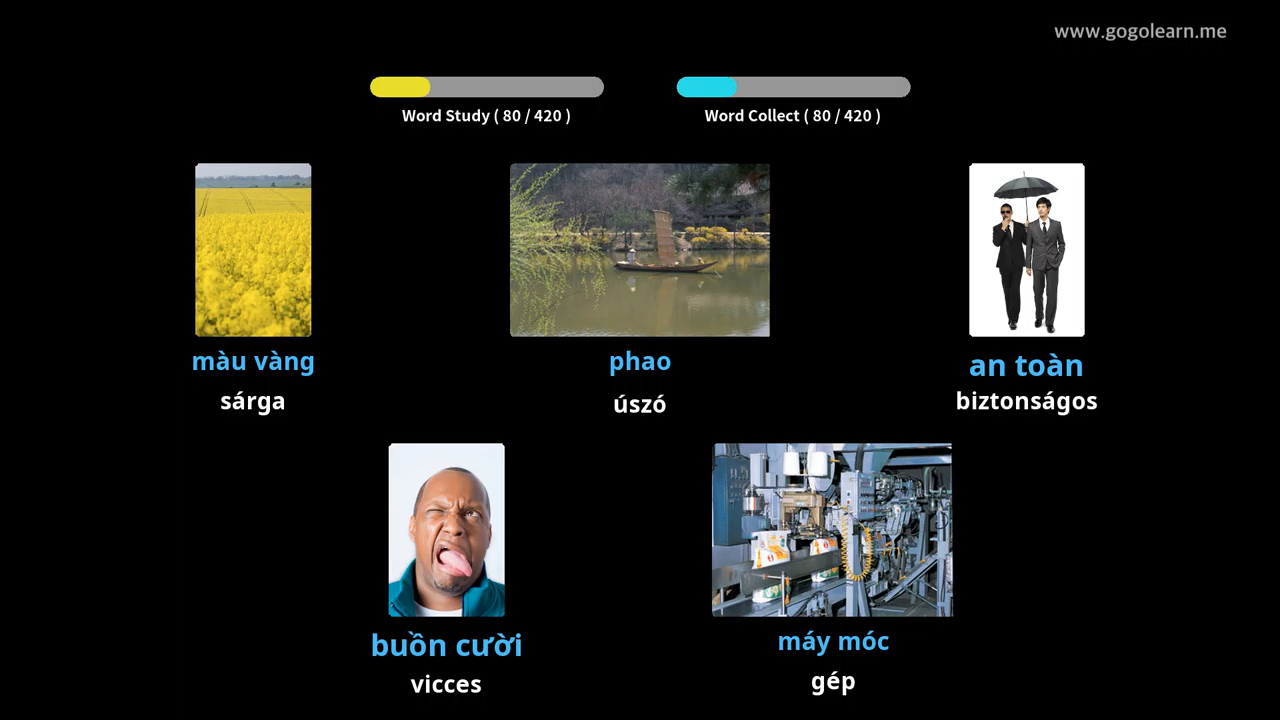 www.gogolearn.me
Word Study ( 80 / 420 )
Word Collect ( 80 / 420 )
màu vàng
phao
an toàn
sárga
úszó
biztonságos
buồn cười
máy móc
vicces
gép